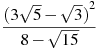 (3√5 − √3)²
8 − √15